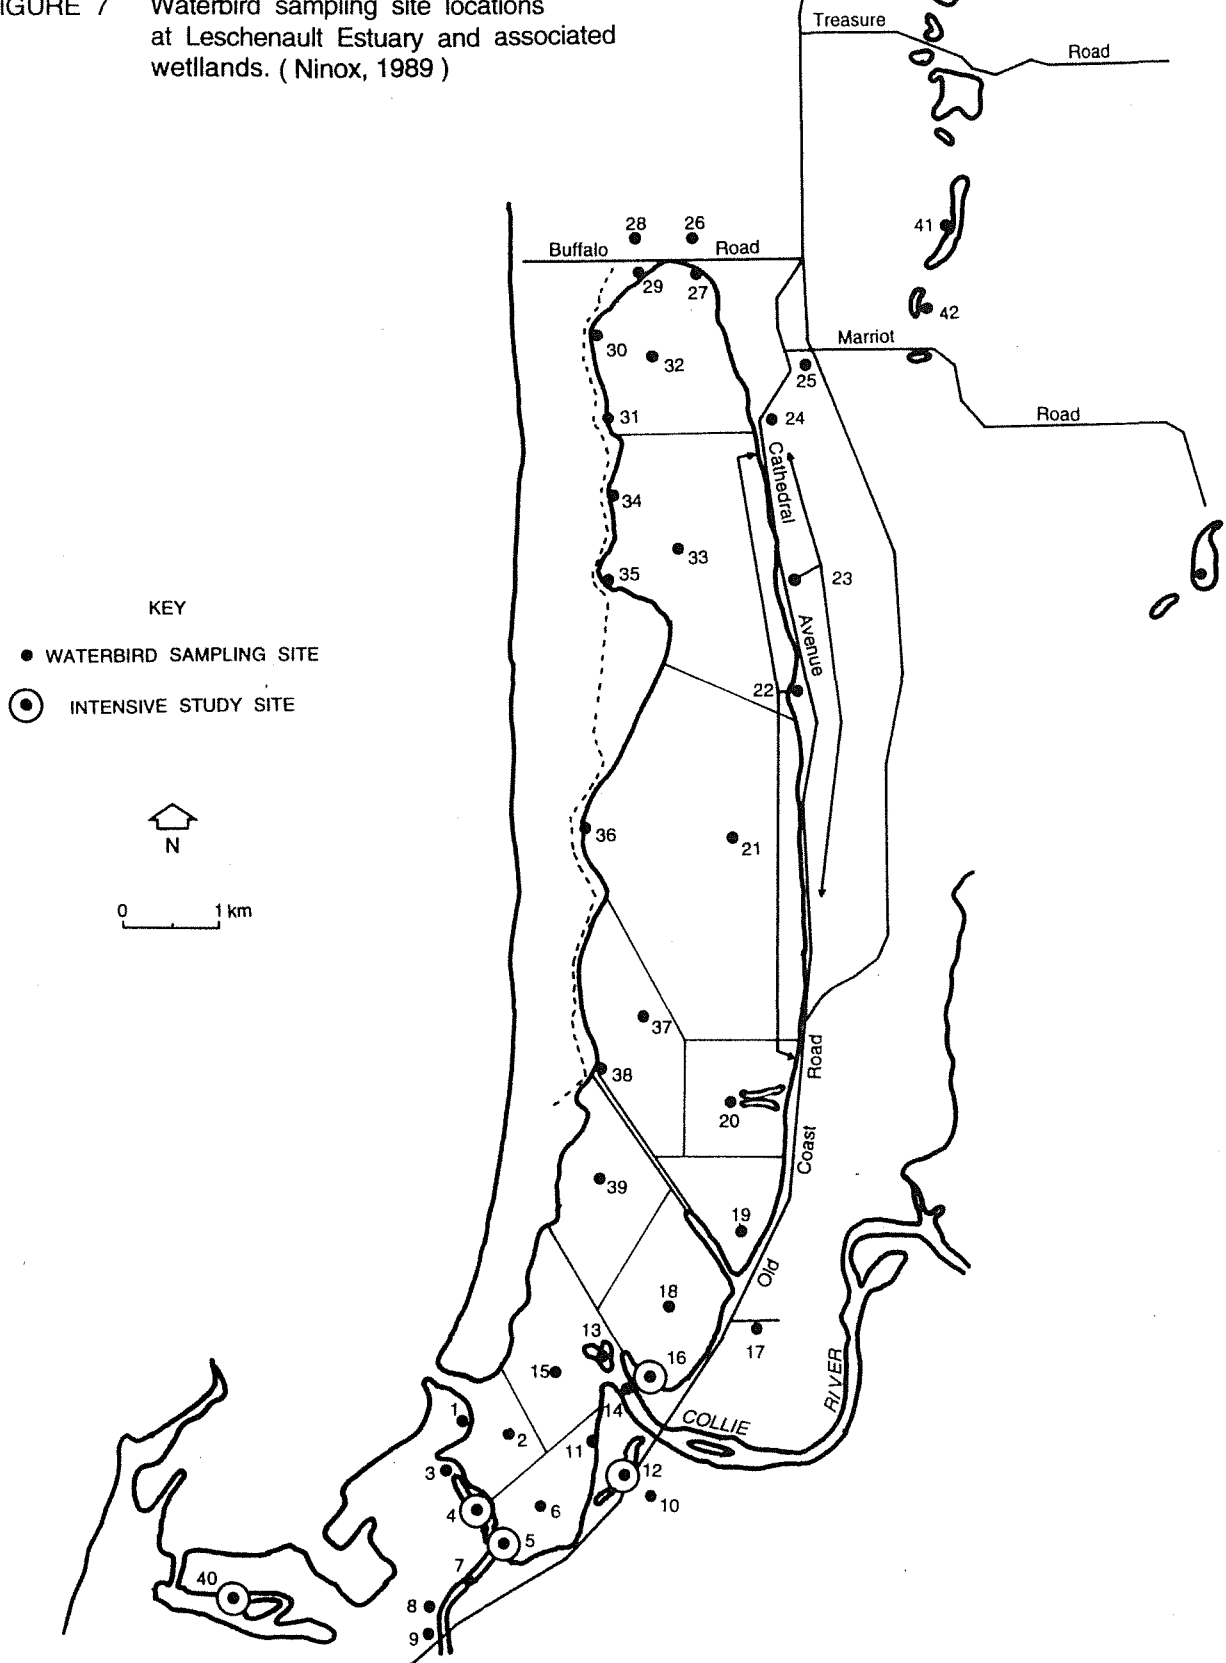 FIGURE 7 Waterbird sampling site locations
at Leschenault Estuary and associated
wetllands. ( Ninox, 1989 )
Treasure
Road
41
28
26
Buffalo
Road
29
27
42
Marriot
30
32
25
31
24
Road
Cathedral
34
33
35
23
KEY
WATERBIRD SAMPLING SITE
INTENSIVE STUDY SITE
Avenue
22
N
36
21
0
1 km
37
Road
38
20
Coast
39
19
Old
18
13
17
16
15
RIVER
14
1
COLLIE
2
11
3
12
10
4
6
5
7
40
8
9